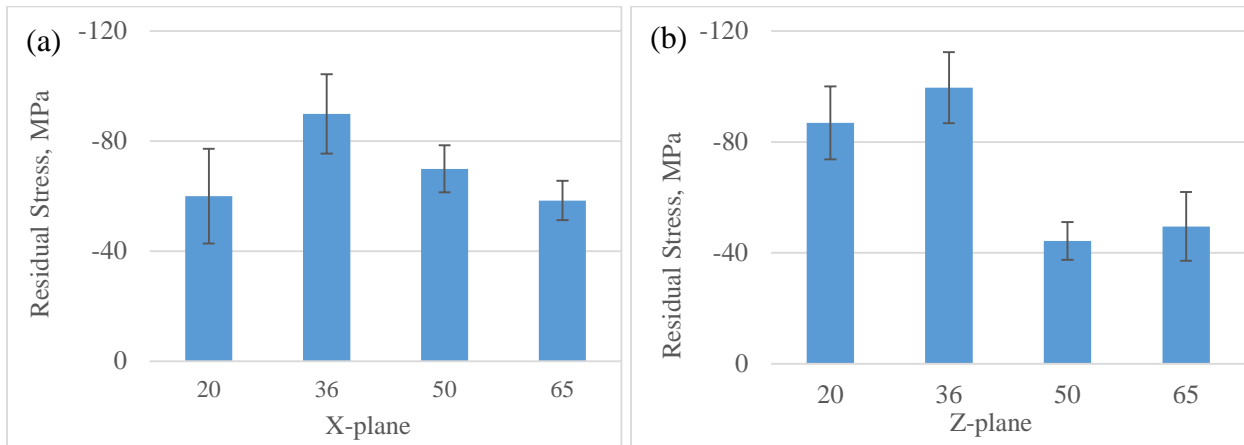 (a)
Residual Stress, MPa
-120
-80
-40
0
20 36 50 65
X-plane
(b)
Residual Stress, MPa
-120
-80
-40
0
20 36 50 65
Z-plane